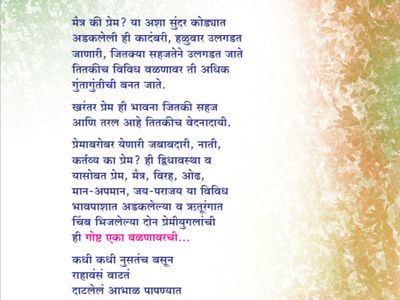 मैत्र की प्रेम? या अशा सुंदर कोड्यात
अडकलेली ही कादंबरी, हळुवार उलगडत
जाणारी, जितक्या सहजतेने उलगडत जाते
तितकीच विविध वळणावर ती अधिक
गुंतागुंतीची बनत जाते.
खरंतर प्रेम ही भावना जितकी सहज
आणि तरल आहे तितकीच वेदनादायी.
प्रेमाबरोबर येणारी जबाबदारी, नाती,
कर्तव्य का प्रेम? ही द्विधावस्था व
यासोबत प्रेम, मैत्र, विरह, ओढ,
मान-अपमान, जय-पराजय या विविध
भावपाशात अडकलेल्या व ऋतूरंगात
चिंब भिजलेल्या दोन प्रेमीयुगलांची
ही गोष्ट एका वळणावरची...
कधी कधी नुसतंच बसून
राहावंसं वाटतं
दाटलेलं आभाळ पापण्यात